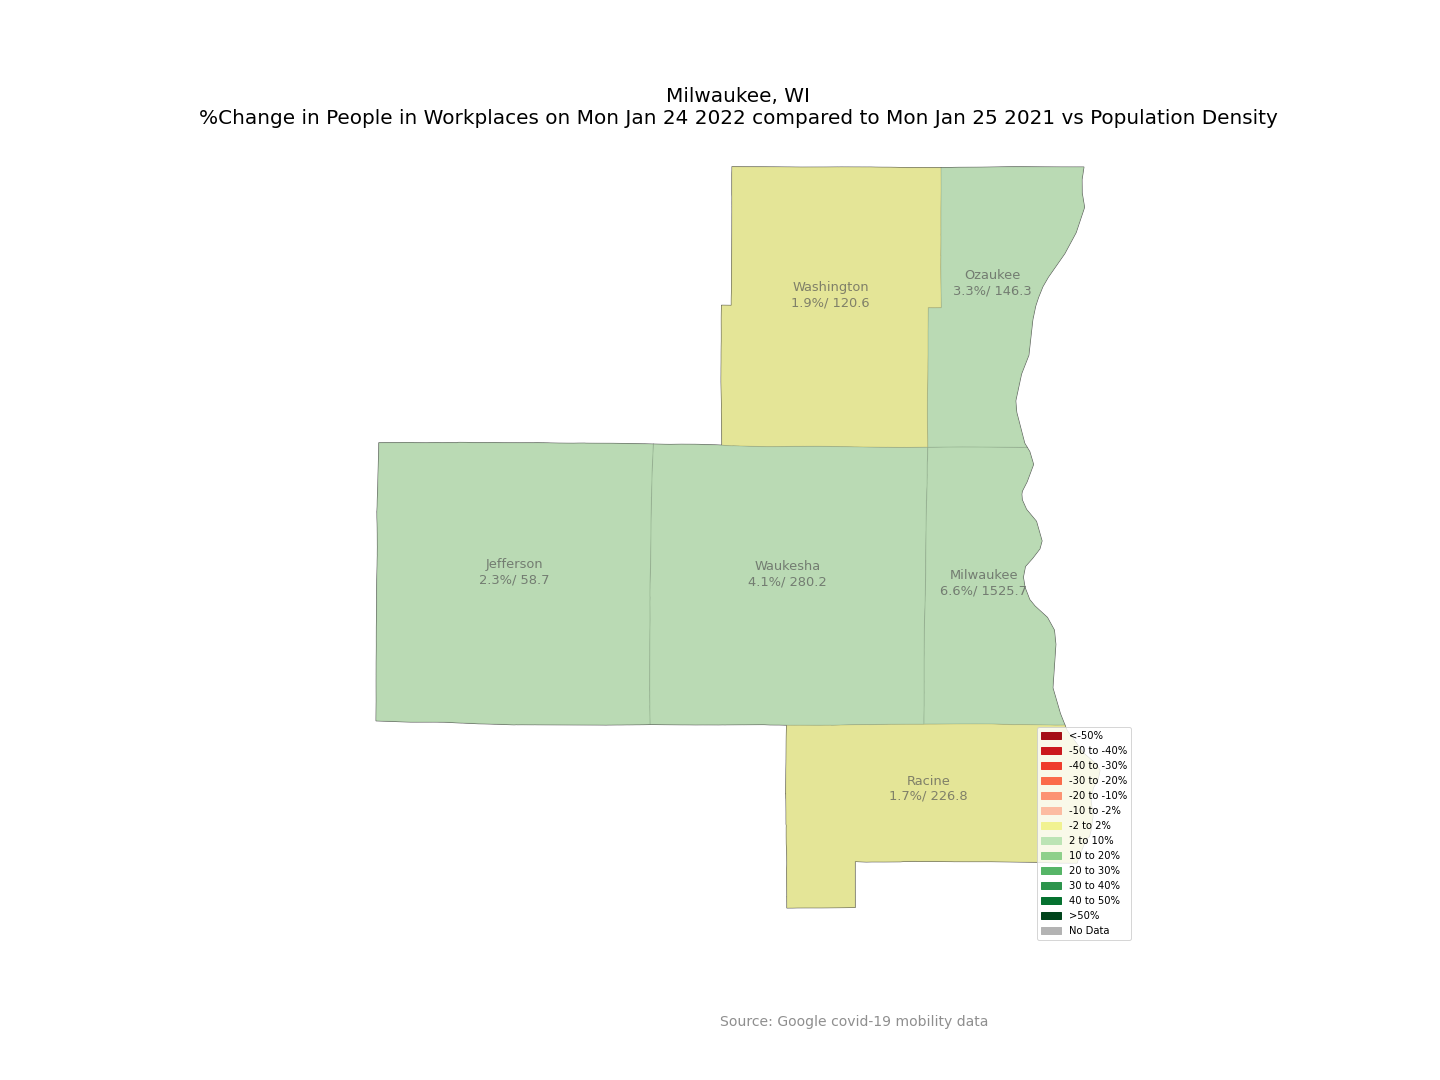 Milwaukee, WI
%Change in People in Workplaces on Mon Jan 24 2022 compared to Mon Jan 25 2021 vs Population Density
Ozaukee
3.3%/ 146.3
Washington
1.9%/ 120.6
Jefferson
2.3%/ 58.7
Waukesha
4.1%/ 280.2
Milwaukee
6.6%/ 1525.7
Racine
1.7%/ 226.8
<-50%
-50 to -40%
-40 to -30%
-30 to -20%
-20 to -10%
-10 to -2%
-2 to 2%
2 to 10%
10 to 20%
20 to 30%
30 to 40%
40 to 50%
>50%
No Data
Source: Google covid-19 mobility data